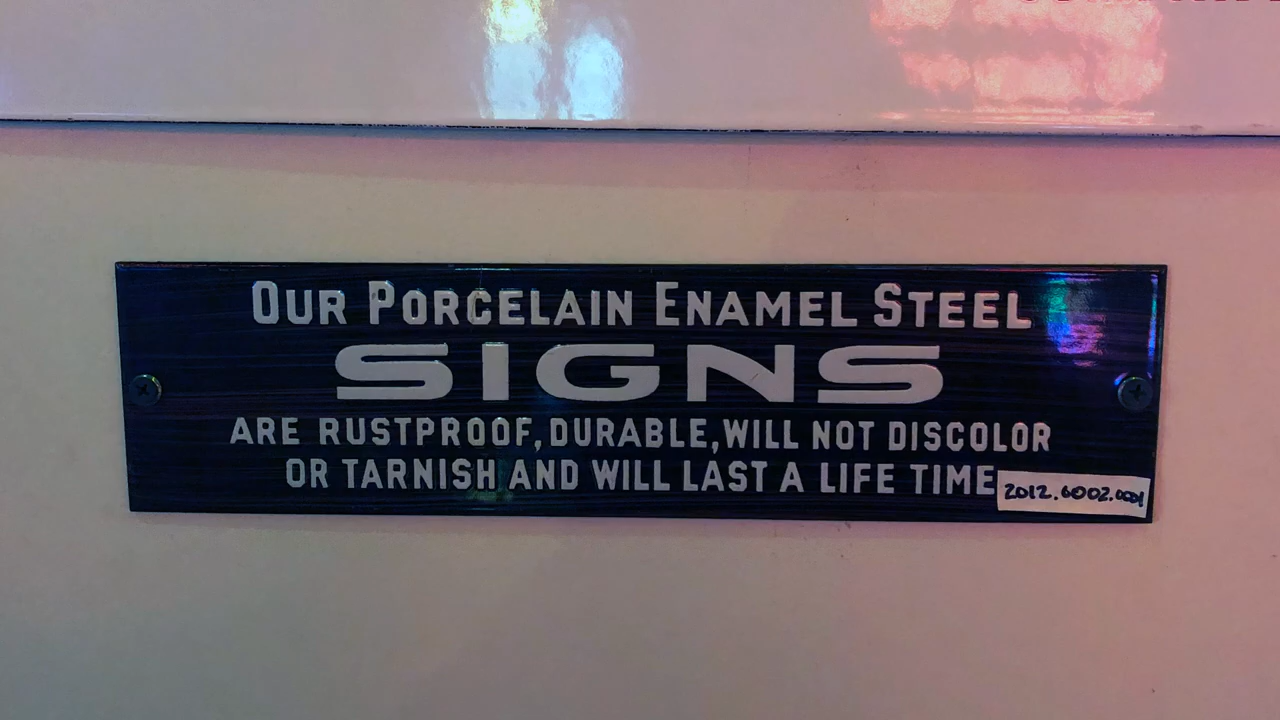 OUR PORCELAIN ENAMEL STEEL
SIGNS
ARE RUSTPROOF, DURABLE, WILL NOT DISCOLOR
OR TARNISH AND WILL LAST A LIFE TIME
2012.6002.0001